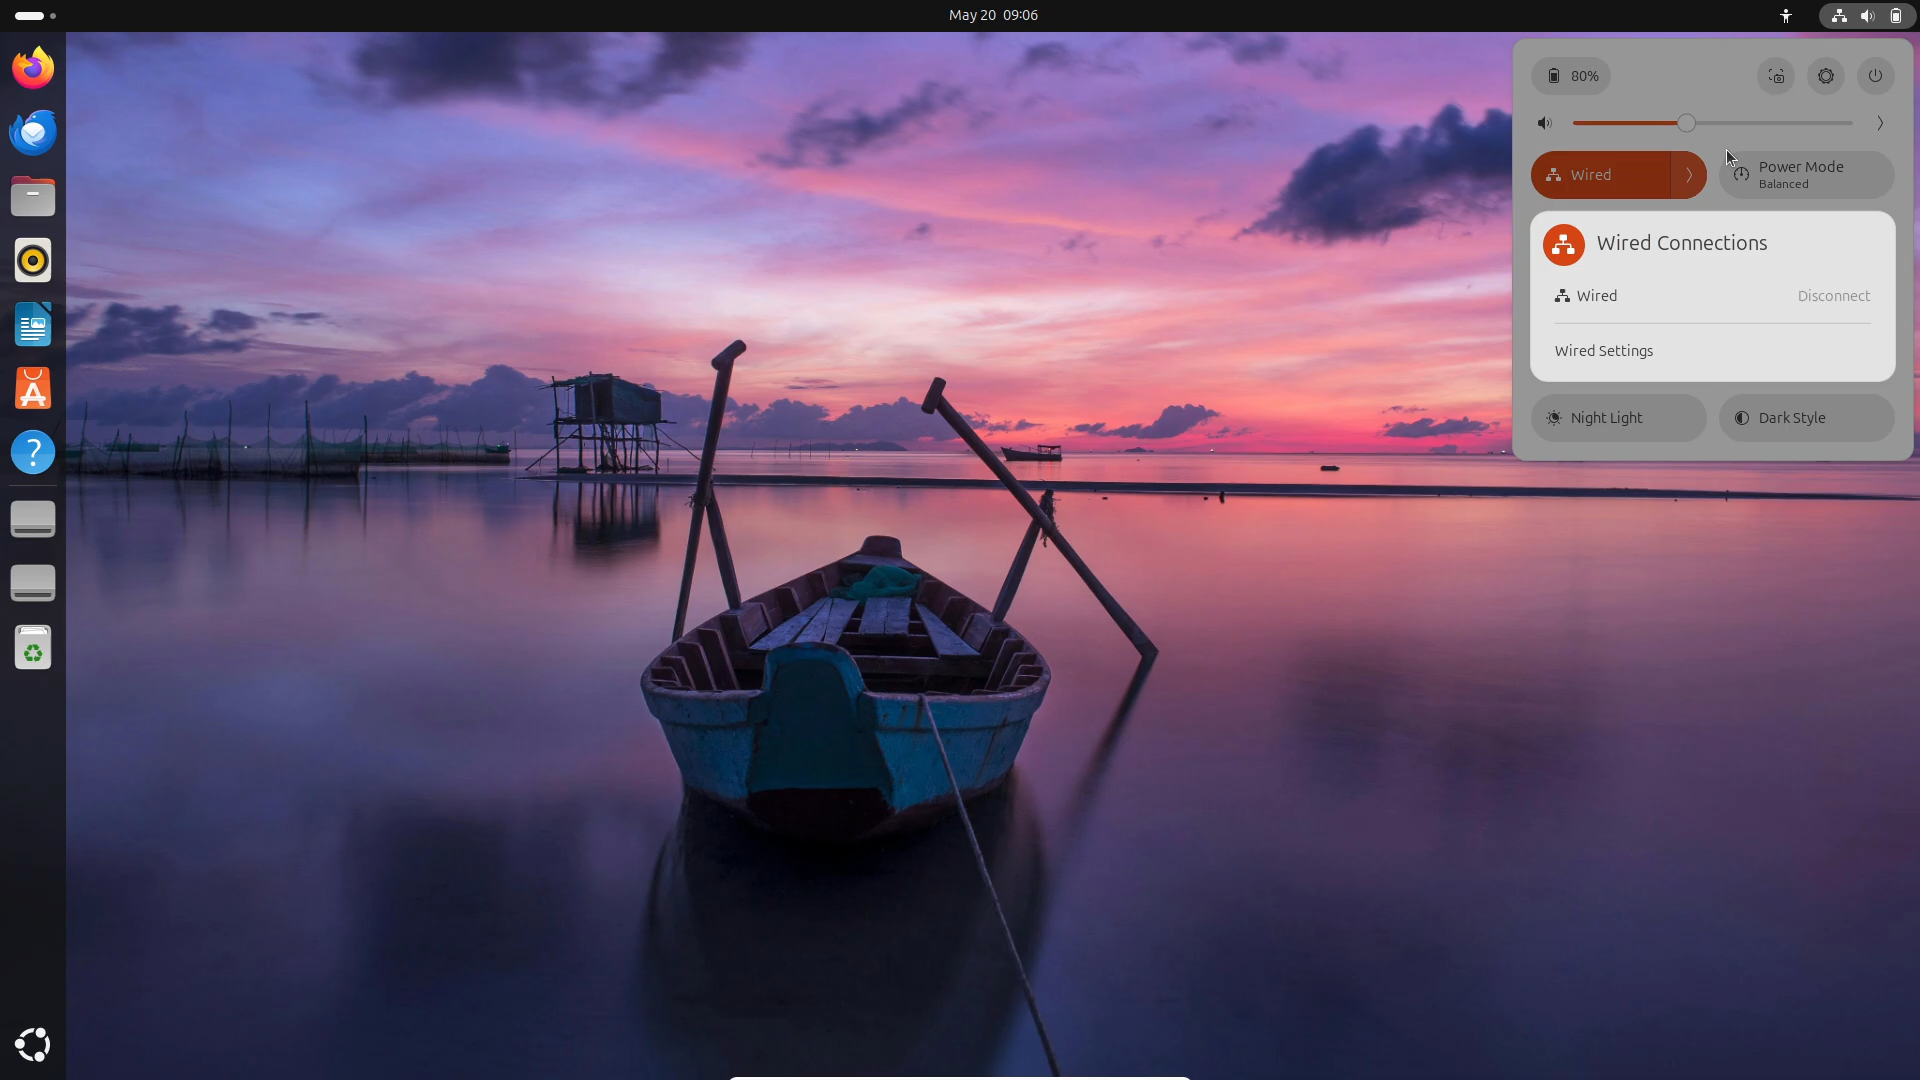 May 20 09:06
80%
Wired
Power Mode
Balanced
Wired Connections
Wired Disconnect
Wired Settings
Night Light
Dark Style